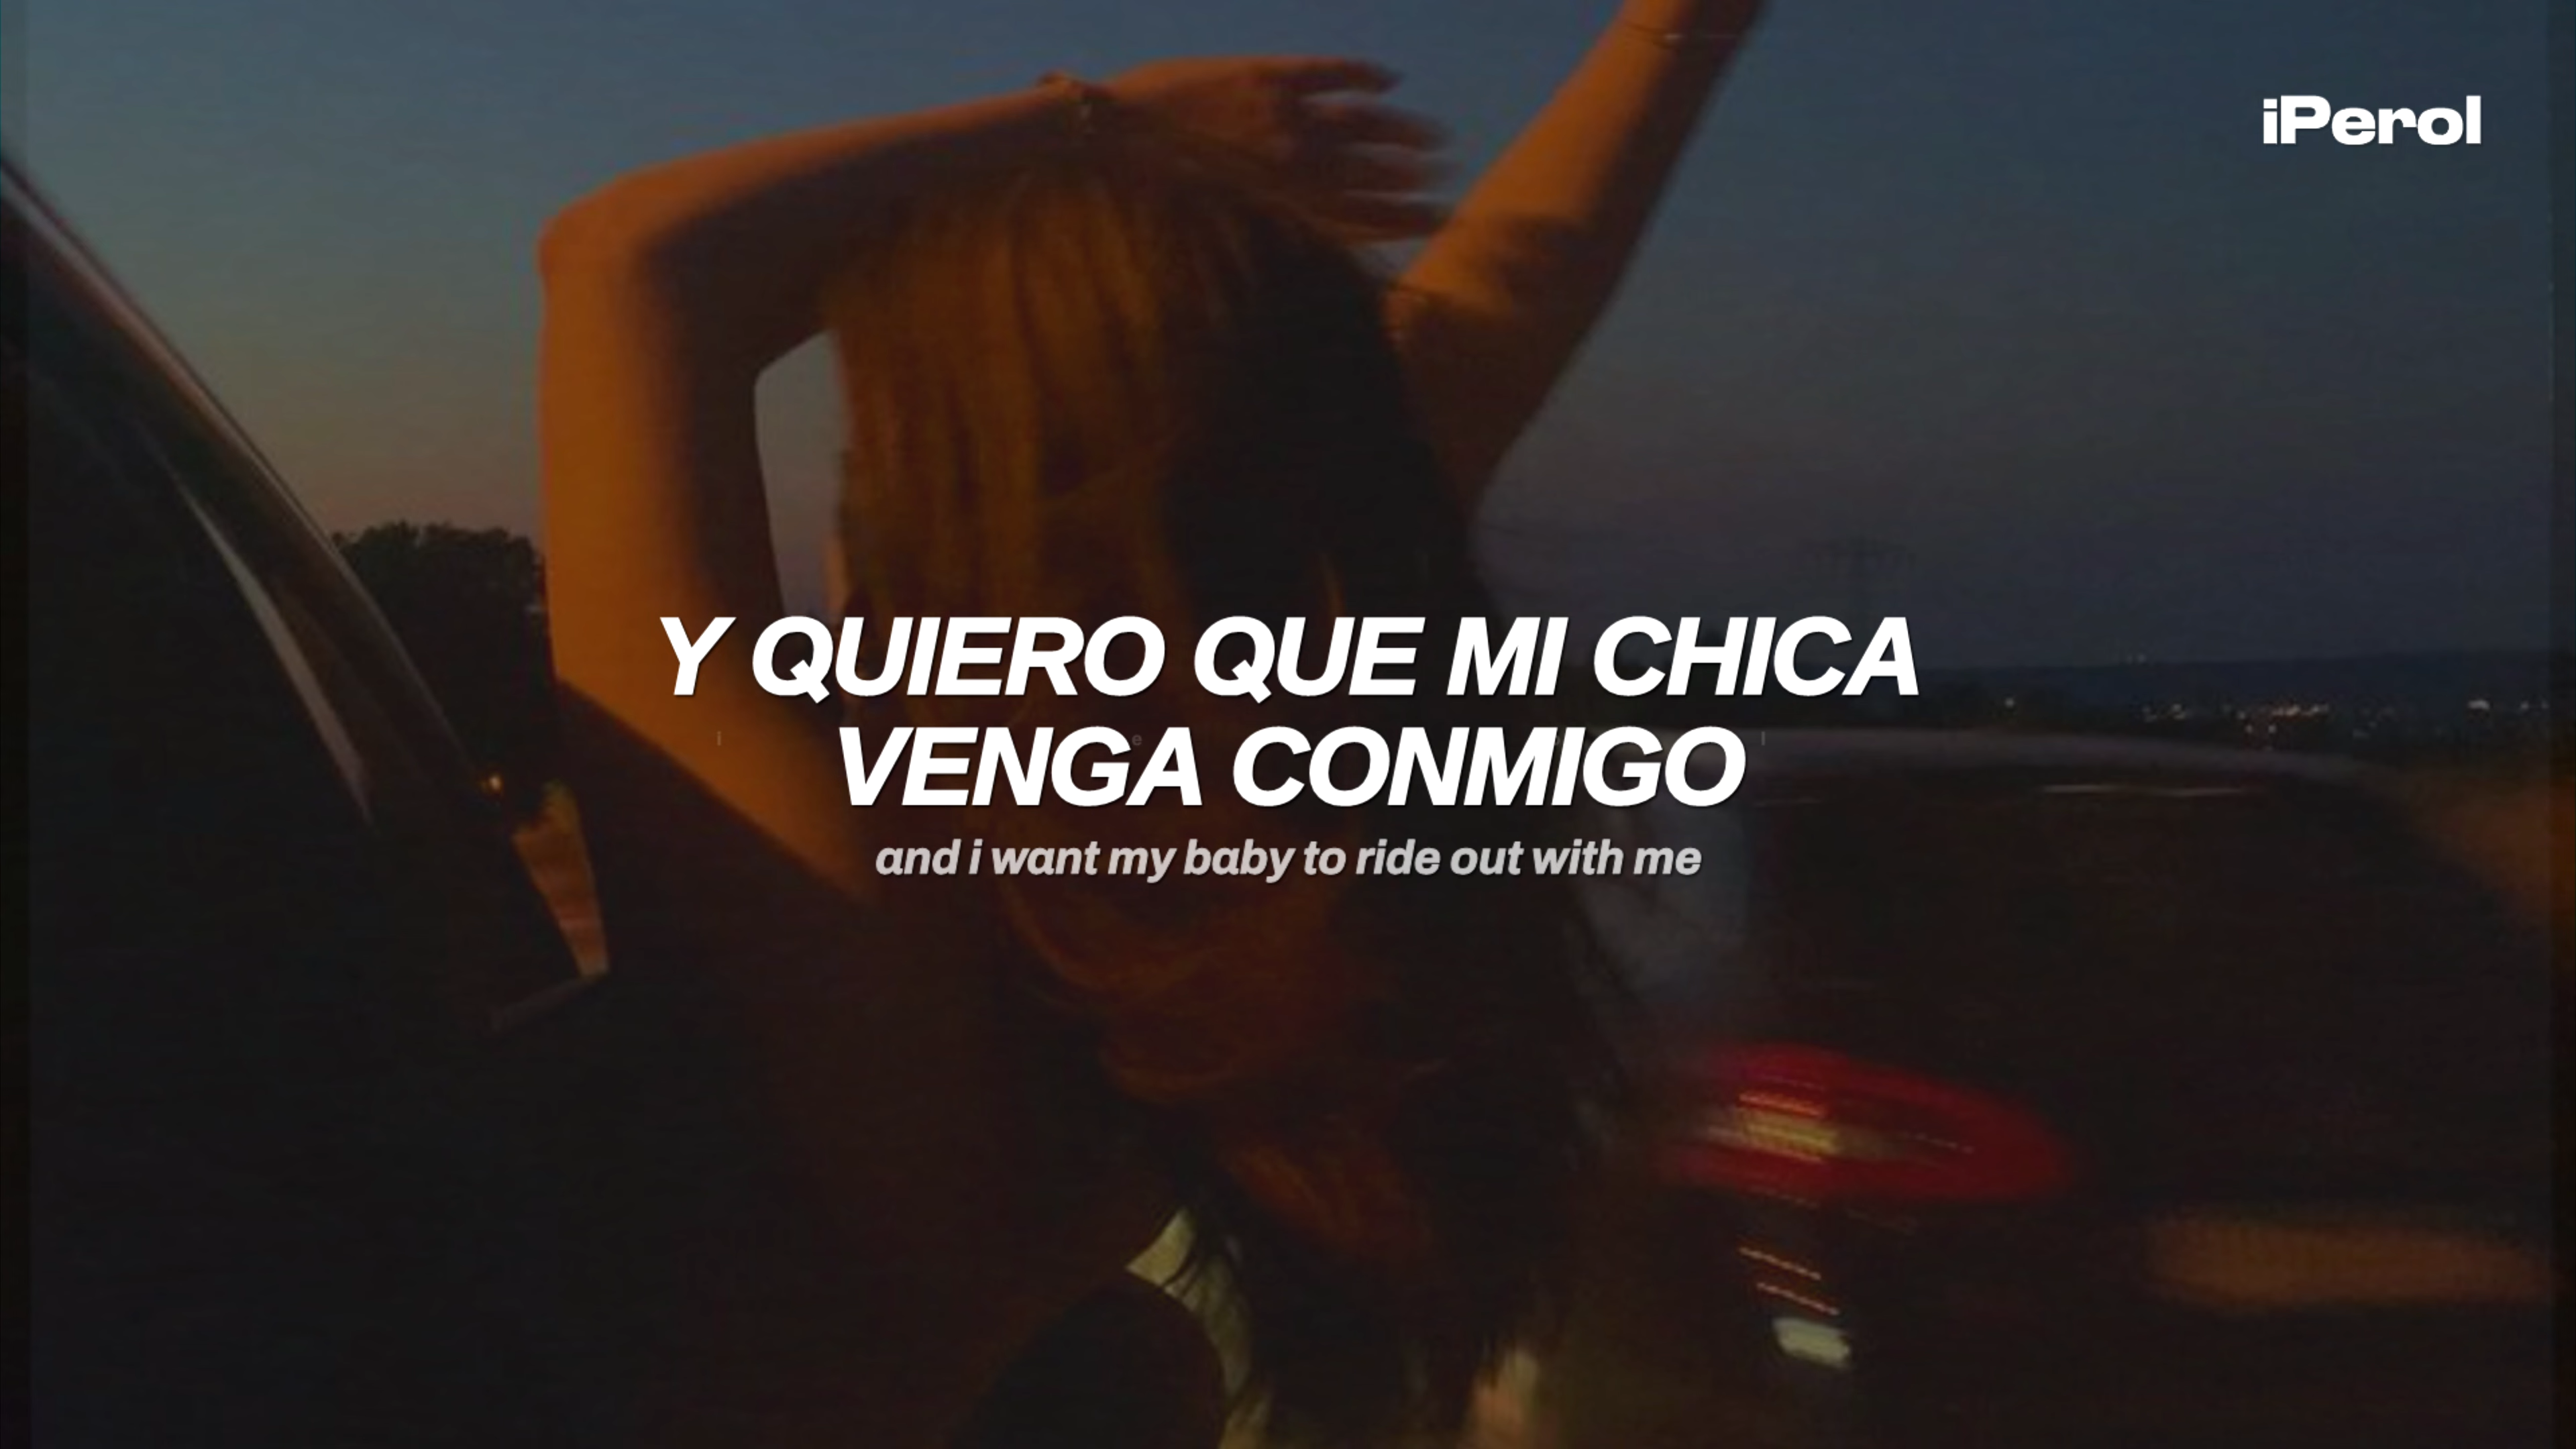 iPerol
Y QUIERO QUE MI CHICA
VENGA CONMIGO
and i want my baby to ride out with me